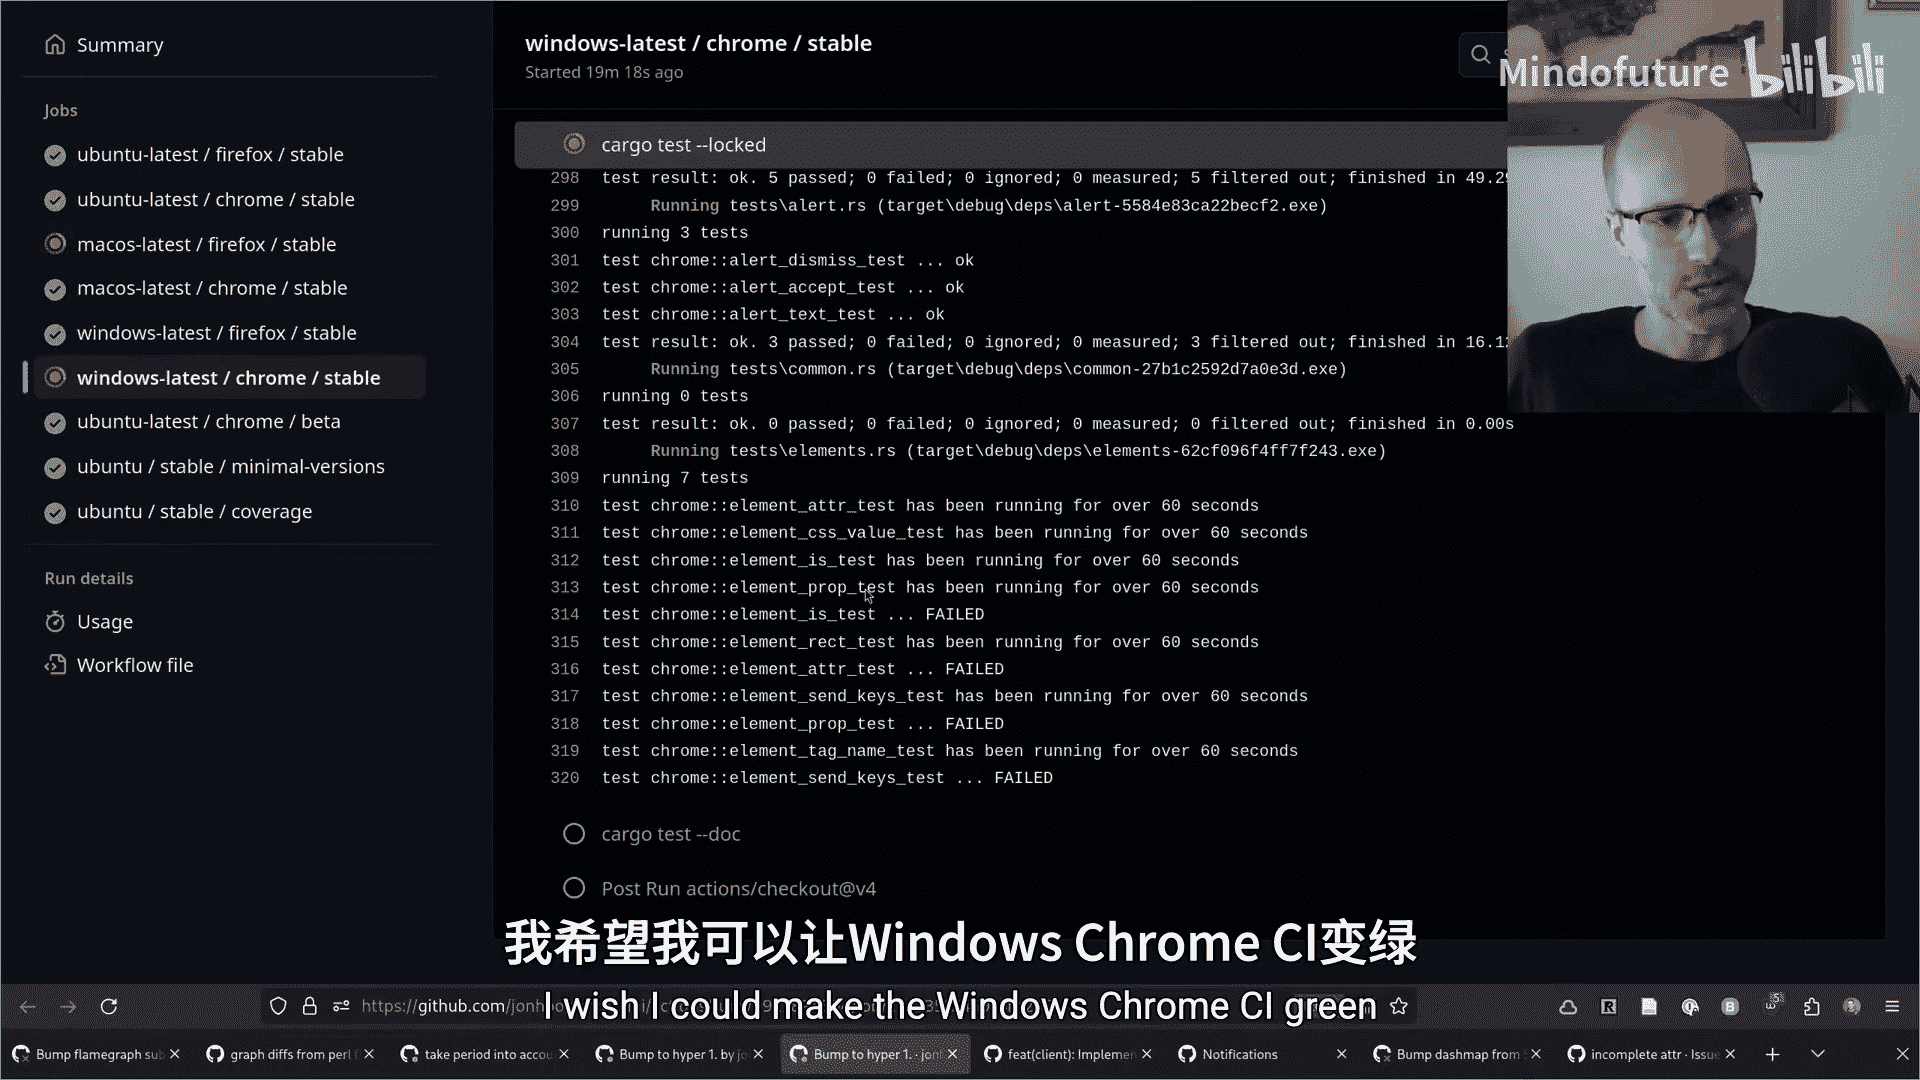 Summary
Jobs
ubuntu-latest / firefox / stable
ubuntu-latest / chrome / stable
macos-latest / firefox / stable
macos-latest / chrome / stable
windows-latest / firefox / stable
windows-latest / chrome / stable
ubuntu-latest / chrome / beta
ubuntu / stable / minimal-versions
ubuntu / stable / coverage
Run details
Usage
Workflow file
windows-latest / chrome / stable
Started 19m 18s ago
Mindofuture bilibili
cargo test --locked
298 test result: ok. 5 passed; 0 failed; 0 ignored; 0 measured; 5 filtered out; finished in 49.29
299 Running tests\alert.rs (target\debug\deps\alert-5584e83ca22becf2.exe)
300 running 3 tests
301 test chrome::alert_dismiss_test ... ok
302 test chrome::alert_accept_test ... ok
303 test chrome::alert_text_test ... ok
304 test result: ok. 3 passed; 0 failed; 0 ignored; 0 measured; 3 filtered out; finished in 16.12
305 Running tests\common.rs (target\debug\deps\common-27b1c2592d7a0e3d.exe)
306 running 0 tests
307 test result: ok. 0 passed; 0 failed; 0 ignored; 0 measured; 0 filtered out; finished in 0.00s
308 Running tests\elements.rs (target\debug\deps\elements-62cf096f4ff7f243.exe)
309 running 7 tests
310 test chrome::element_attr_test has been running for over 60 seconds
311 test chrome::element_css_value_test has been running for over 60 seconds
312 test chrome::element_is_test has been running for over 60 seconds
313 test chrome::element_prop_test has been running for over 60 seconds
314 test chrome::element_is_test ... FAILED
315 test chrome::element_rect_test has been running for over 60 seconds
316 test chrome::element_attr_test ... FAILED
317 test chrome::element_send_keys_test has been running for over 60 seconds
318 test chrome::element_prop_test ... FAILED
319 test chrome::element_tag_name_test has been running for over 60 seconds
320 test chrome::element_send_keys_test ... FAILED
cargo test --doc
Post Run actions/checkout@v4
我希望我可以让Windows Chrome CI变绿
https://github.com/jonho
I wish I could make the Windows Chrome CI green
Bump flamegraph sub
graph diffs from perl f
take period into accou
Bump to hyper 1. by jo
Bump to hyper 1. · jonh
feat(client): Implemen
Notifications
Bump dashmap from
incomplete attr · Issue